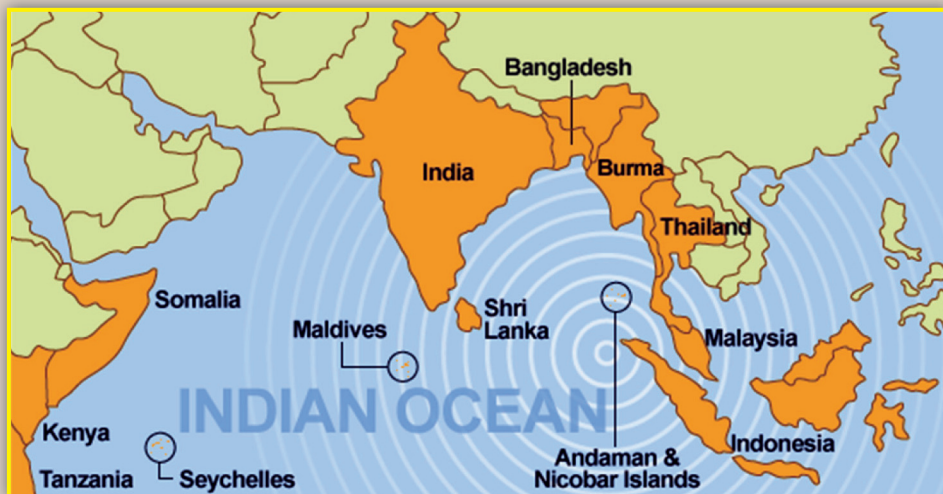 Bangladesh
India
Burma
Thailand
Somalia
Shri
Lanka
Maldives
Malaysia
INDIAN OCEAN
Kenya
Indonesia
Andaman &
Nicobar Islands
Tanzania
Seychelles